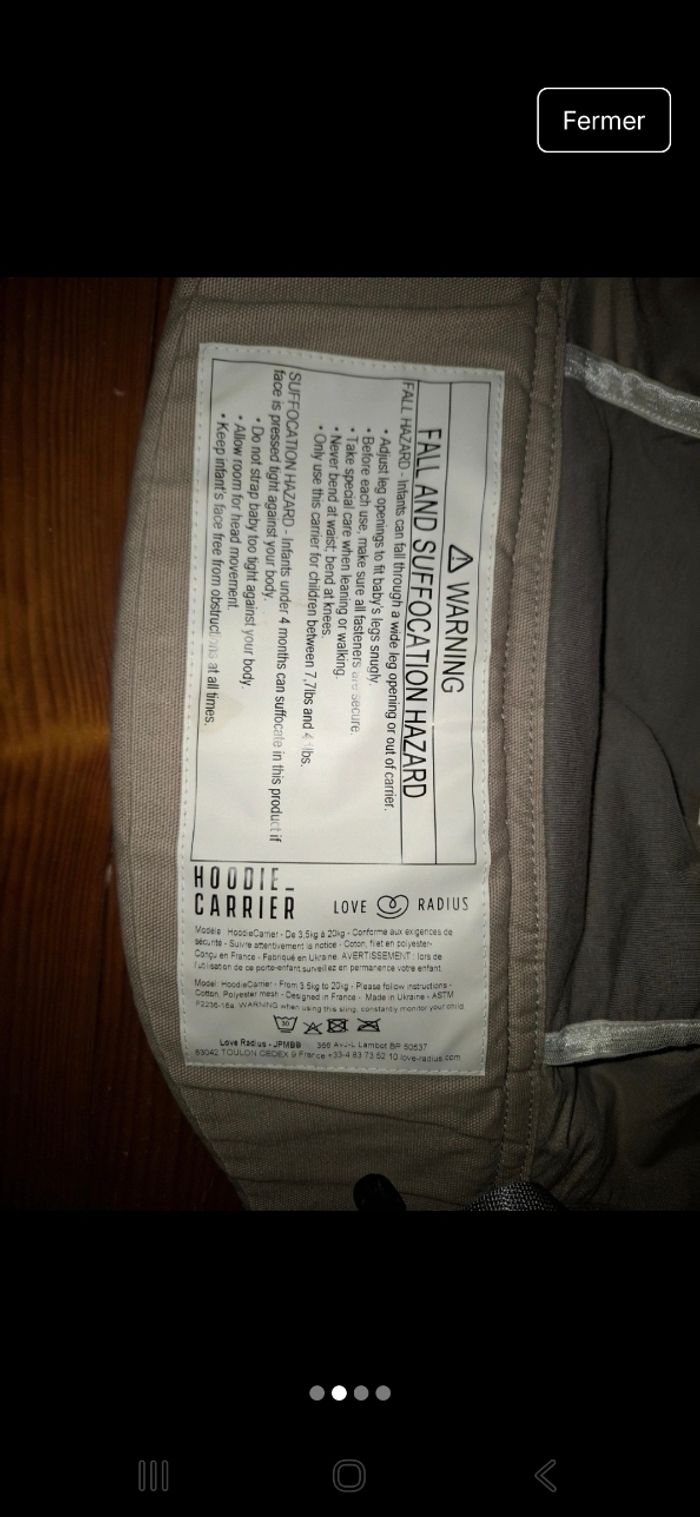 Fermer
⚠ WARNING
FALL AND SUFFOCATION HAZARD
FALL HAZARD - Infants can fall through a wide leg opening or out of carrier.
• Adjust leg openings to fit baby's legs snugly.
• Before each use, make sure all fasteners are secure.
• Take special care when leaning or walking.
• Never bend at waist; bend at knees.
• Only use this carrier for children between 7,7lbs and lbs.
SUFFOCATION HAZARD - Infants under 4 months can suffocate in this product if
face is pressed tight against your body.
• Do not strap baby too tight against your body.
• Allow room for head movement.
• Keep infant's face free from obstructions at all times.
HOODIE_
CARRIER
LOVE RADIUS
Modèle HoodieCarrier - De 3,5kg à 20kg - Conforme aux exigences de
sécurité - Suivre attentivement la notice - Coton, filet en polyester-
Conçu en France - Fabriqué en Ukraine. AVERTISSEMENT : lors de
l'utilisation de ce porte-enfant surveillez en permanence votre enfant.
Model: HoodieCarrier - From 3.5kg to 20kg - Please follow instructions -
Cotton, Polyester mesh - Designed in France - Made in Ukraine - ASTM
F2236-16a. WARNING when using this sling, constantly monitor your child.
30
Love Radius - JPMBB 366 Av J-L Lambot BP 50537
83042 TOULON CEDEX 9 France +33-4 83 73 52 10 love-radius.com